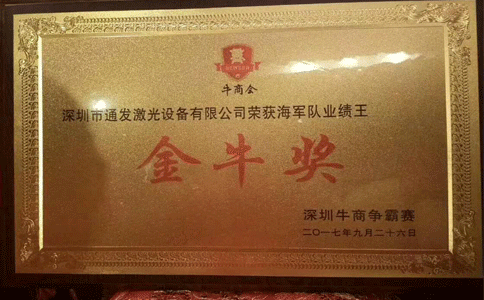 牛商会
深圳市通发激光设备有限公司荣获海军队业绩王
金牛奖
深圳牛商争霸赛
二〇一七年九月二十六日